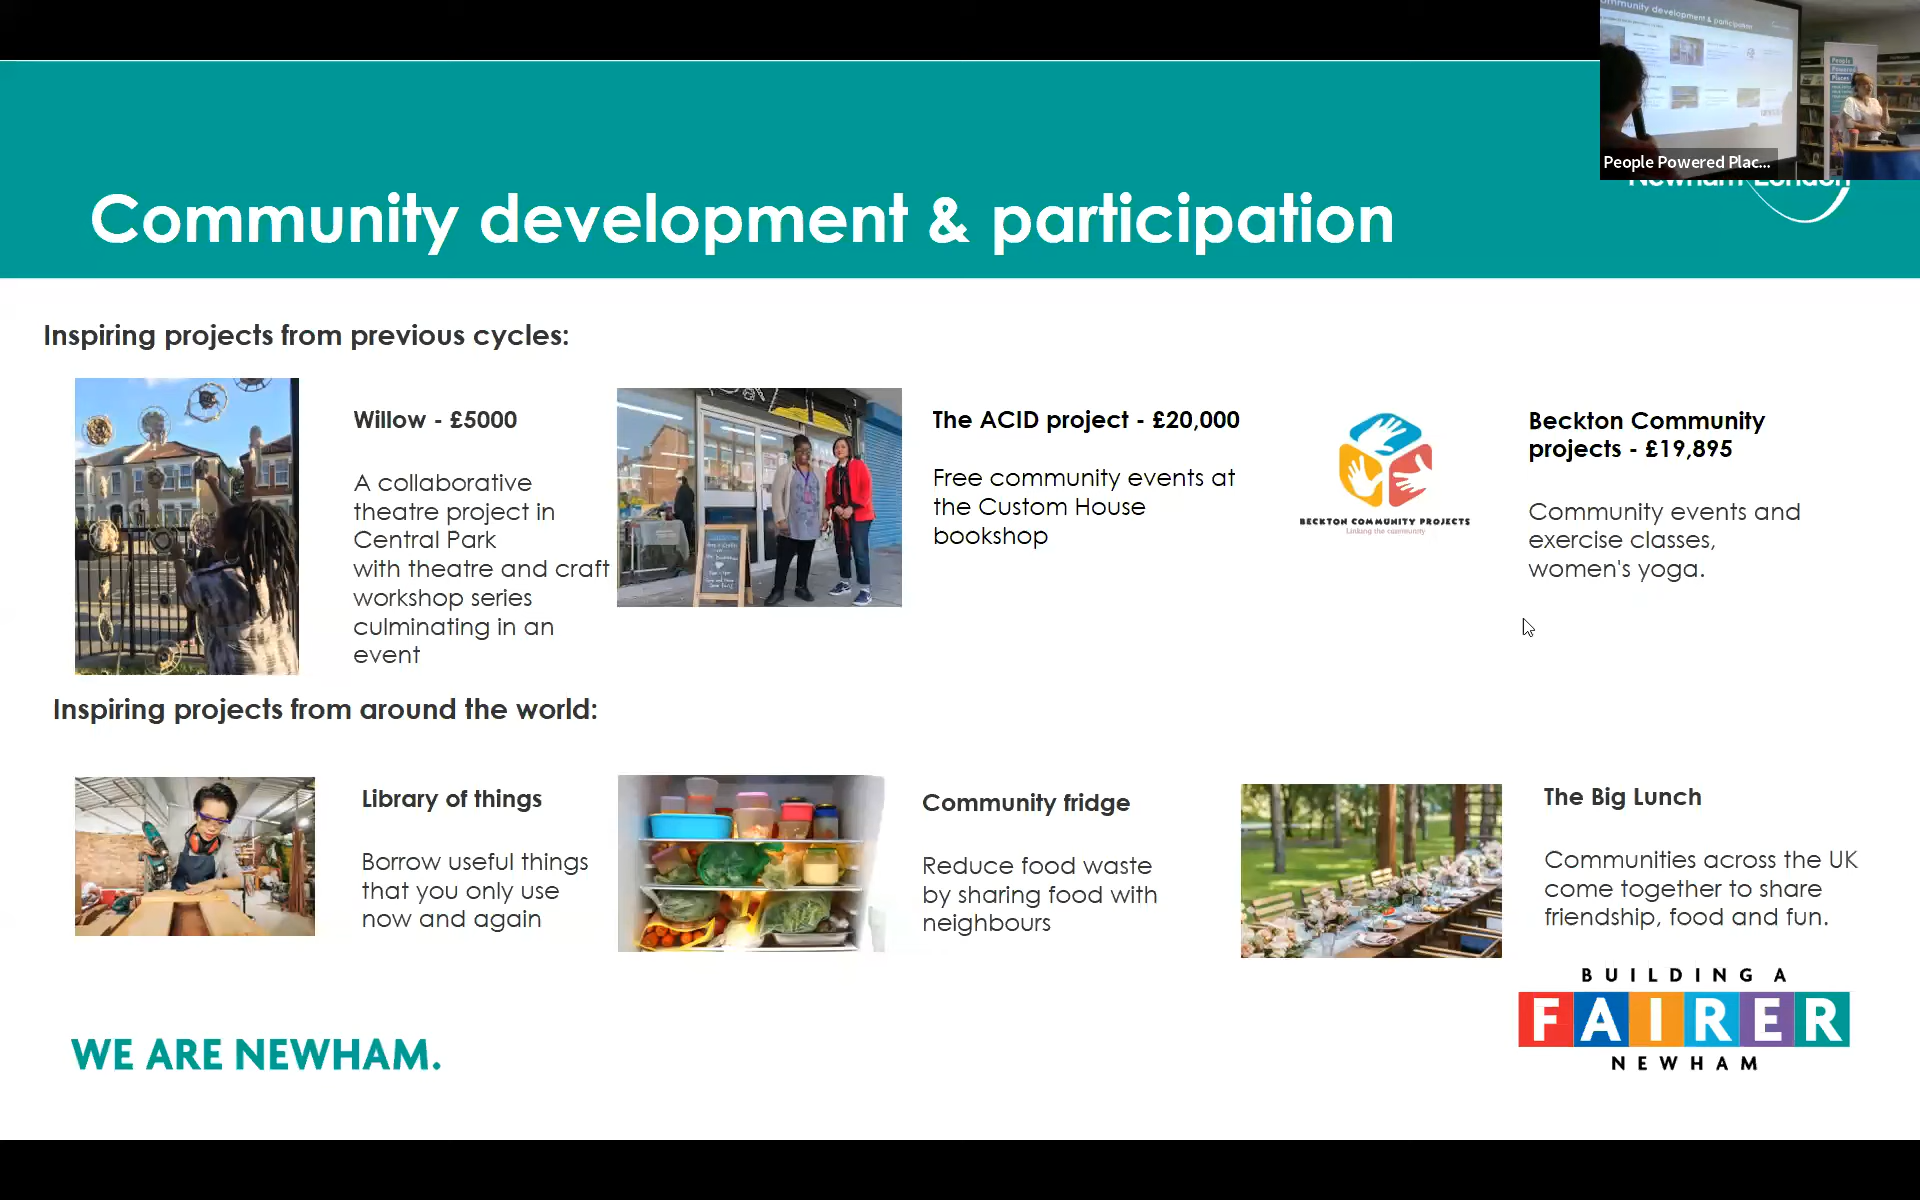 Community development & participation
People Powered Plac...
Newham London
Community development & participation
Inspiring projects from previous cycles:
Willow - £5000
A collaborative
theatre project in
Central Park
with theatre and craft
workshop series
culminating in an
event
The ACID project - £20,000
Free community events at
the Custom House
bookshop
BECKTON COMMUNITY PROJECTS
Linking the community
Beckton Community
projects - £19,895
Community events and
exercise classes,
women's yoga.
Inspiring projects from around the world:
Library of things
Borrow useful things
that you only use
now and again
Community fridge
Reduce food waste
by sharing food with
neighbours
The Big Lunch
Communities across the UK
come together to share
friendship, food and fun.
WE ARE NEWHAM.
BUILDING A
FAIRER
NEWHAM